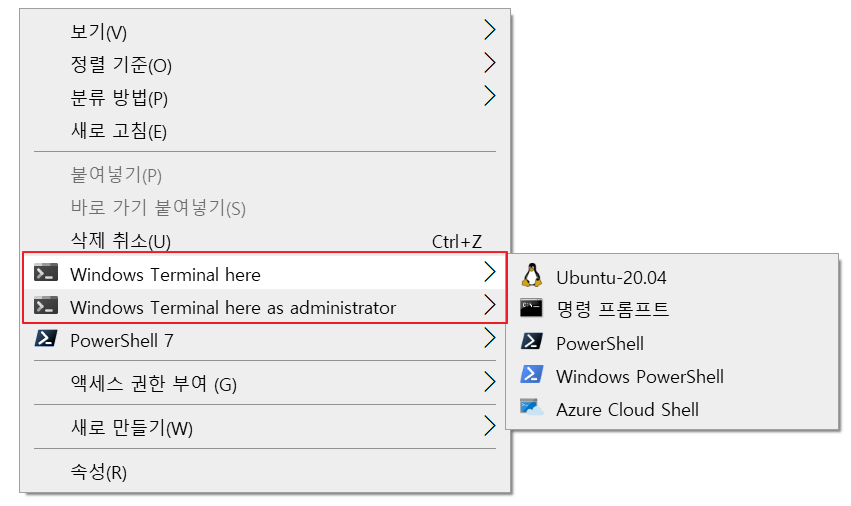 보기(V)
정렬 기준(O)
분류 방법(P)
새로 고침(E)
붙여넣기(P)
바로 가기 붙여넣기(S)
삭제 취소(U) Ctrl+Z
Windows Terminal here
Windows Terminal here as administrator
PowerShell 7
액세스 권한 부여 (G)
새로 만들기(W)
속성(R)
Ubuntu-20.04
명령 프롬프트
PowerShell
Windows PowerShell
Azure Cloud Shell